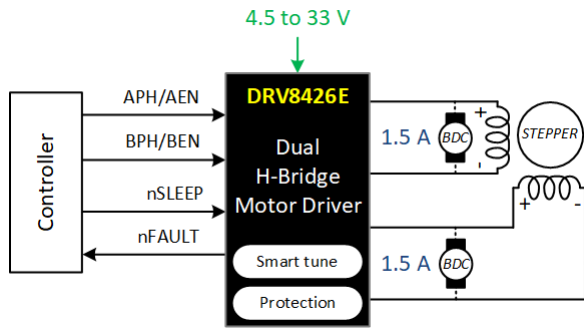 4.5 to 33 V
Controller
APH/AEN
BPH/BEN
nSLEEP
nFAULT
DRV8426E
Dual
H-Bridge
Motor Driver
Smart tune
Protection
1.5 A
BDC
+
-
STEPPER
+ -
1.5 A
BDC